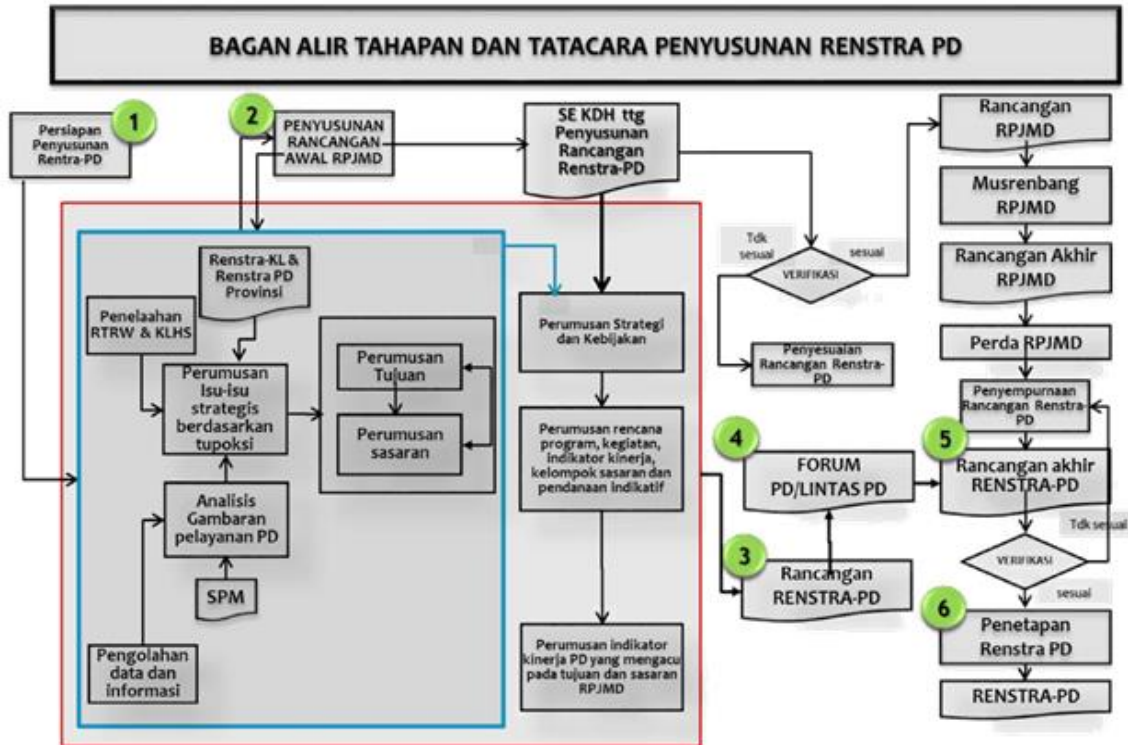 BAGAN ALIR TAHAPAN DAN TATACARA PENYUSUNAN RENSTRA PD
1
Persiapan
Penyusunan
Rentra-PD
2
PENYUSUNAN
RANCANGAN
AWAL RPJMD
SE KDH ttg
Penyusunan
Rancangan
Renstra-PD
Rancangan
RPJMD
Musrenbang
RPJMD
Rancangan Akhir
RPJMD
Perda RPJMD
Penyempurnaan
Rancangan Renstra-
PD
Tdk
sesuai
sesuai
VERIFIKASI
Penyesuaian
Rancangan Renstra-
PD
Renstra-KL &
Renstra PD
Provinsi
Penelaahan
RTRW & KLHS
Perumusan
Isu-isu
strategis
berdasarkan
tupoksi
Perumusan
Tujuan
Perumusan
sasaran
Analisis
Gambaran
pelayanan PD
SPM
Pengolahan
data dan
informasi
Perumusan Strategi
dan Kebijakan
Perumusan rencana
program, kegiatan,
indikator kinerja,
kelompok sasaran dan
pendanaan indikatif
Perumusan indikator
kinerja PD yang mengacu
pada tujuan dan sasaran
RPJMD
3
Rancangan
RENSTRA-PD
4
FORUM
PD/LINTAS PD
5
Rancangan akhir
RENSTRA-PD
Tdk sesuai
VERIFIKASI
sesuai
6
Penetapan
Renstra PD
RENSTRA-PD